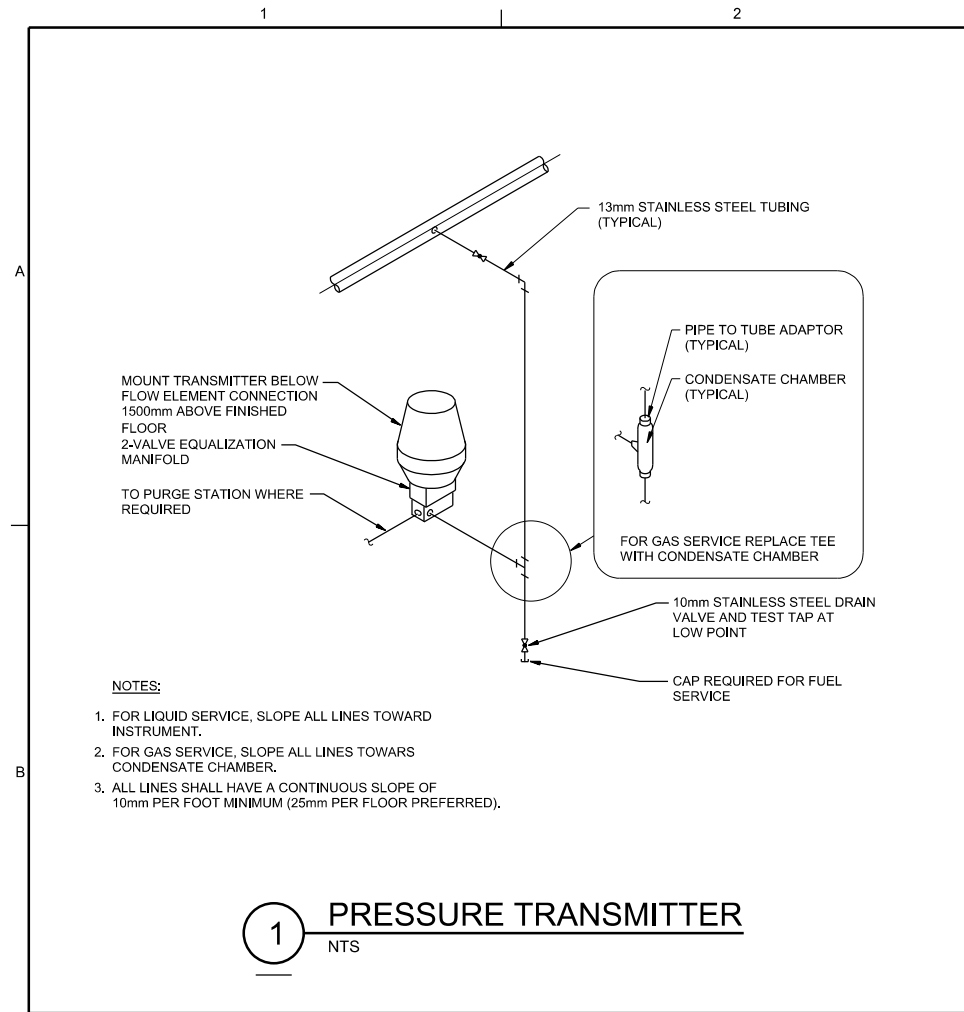 1
2
A
B
13mm STAINLESS STEEL TUBING
(TYPICAL)
PIPE TO TUBE ADAPTOR
(TYPICAL)
CONDENSATE CHAMBER
(TYPICAL)
FOR GAS SERVICE REPLACE TEE
WITH CONDENSATE CHAMBER
MOUNT TRANSMITTER BELOW
FLOW ELEMENT CONNECTION
1500mm ABOVE FINISHED
FLOOR
2-VALVE EQUALIZATION
MANIFOLD
TO PURGE STATION WHERE
REQUIRED
10mm STAINLESS STEEL DRAIN
VALVE AND TEST TAP AT
LOW POINT
CAP REQUIRED FOR FUEL
SERVICE
NOTES:
1. FOR LIQUID SERVICE, SLOPE ALL LINES TOWARD
INSTRUMENT.
2. FOR GAS SERVICE, SLOPE ALL LINES TOWARS
CONDENSATE CHAMBER.
3. ALL LINES SHALL HAVE A CONTINUOUS SLOPE OF
10mm PER FOOT MINIMUM (25mm PER FLOOR PREFERRED).
1
PRESSURE TRANSMITTER
NTS